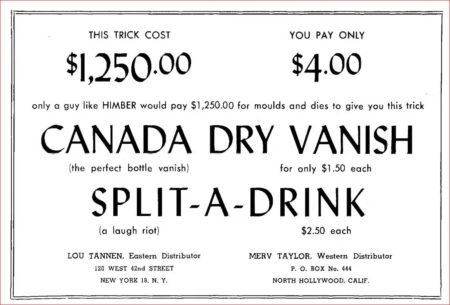 THIS TRICK COST YOU PAY ONLY
$1,250.00 $4.00
only a guy like HIMBER would pay $1,250.00 for moulds and dies to give you this trick
CANADA DRY VANISH
(the perfect bottle vanish) for only $1.50 each
SPLIT-A-DRINK
(a laugh riot) $2.50 each
LOU TANNEN, Eastern Distributor MERV TAYLOR, Western Distributor
120 WEST 42nd STREET P. O. BOX No. 444
NEW YORK 18, N. Y. NORTH HOLLYWOOD, CALIF.